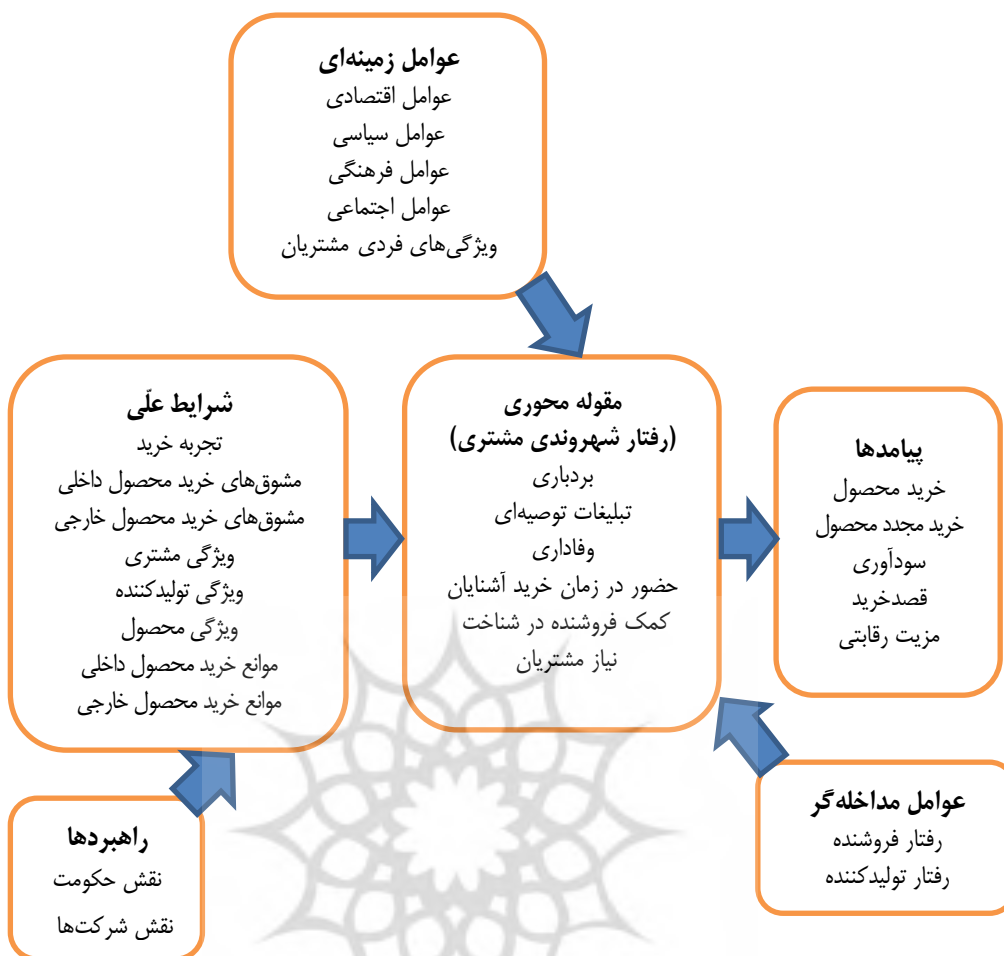 عوامل زمینه‌ای
عوامل اقتصادی
عوامل سیاسی
عوامل فرهنگی
عوامل اجتماعی
ویژگی‌های فردی مشتریان
شرایط علّی
تجربه خرید
مشوق‌های خرید محصول داخلی
مشوق‌های خرید محصول خارجی
ویژگی مشتری
ویژگی تولیدکننده
ویژگی محصول
موانع خرید محصول داخلی
موانع خرید محصول خارجی
مقوله محوری
(رفتار شهروندی مشتری)
بردباری
تبلیغات توصیه‌ای
وفاداری
حضور در زمان خرید آشنایان
کمک فروشنده در شناخت
نیاز مشتریان
پیامدها
خرید محصول
خرید مجدد محصول
سودآوری
قصدخرید
مزیت رقابتی
راهبردها
نقش حکومت
نقش شرکت‌ها
عوامل مداخله‌گر
رفتار فروشنده
رفتار تولیدکننده